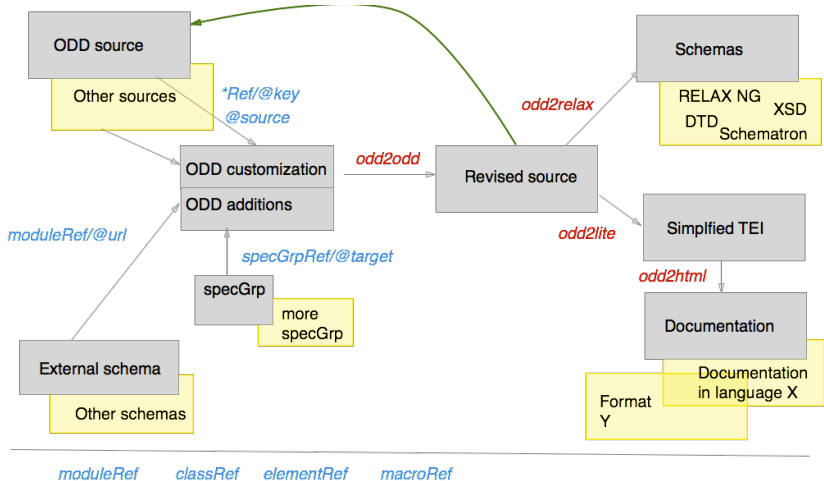 ODD source
Other sources
*Ref/@key
@source
Schemas
odd2relax
RELAX NG
XSD
DTD
Schematron
ODD customization
odd2odd
Revised source
ODD additions
moduleRef/@url
specGrpRef/@target
odd2lite
Simplfied TEI
specGrp
odd2html
more
specGrp
Documentation
External schema
Other schemas
Documentation
in language X
Format
Y
moduleRef classRef elementRef macroRef